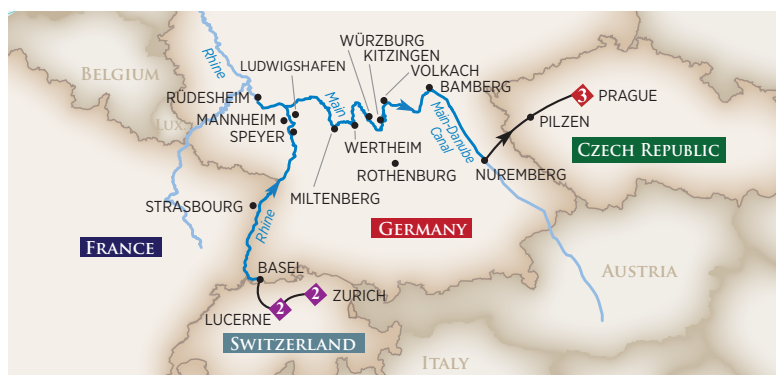 BELGIUM
Rhine
LUDWIGSHAFEN
WÜRZBURG
KITZINGEN
VOLKACH
BAMBERG
RÜDESHEIM
Main
LUX.
MANNHEIM
SPEYER
WERTHEIM
ROTHENBURG
MILTENBERG
Main-Danube
Canal
NUREMBERG
3
PRAGUE
PILZEN
CZECH REPUBLIC
STRASBOURG
Rhine
FRANCE
GERMANY
AUSTRIA
BASEL
2
ZURICH
2
LUCERNE
SWITZERLAND
ITALY